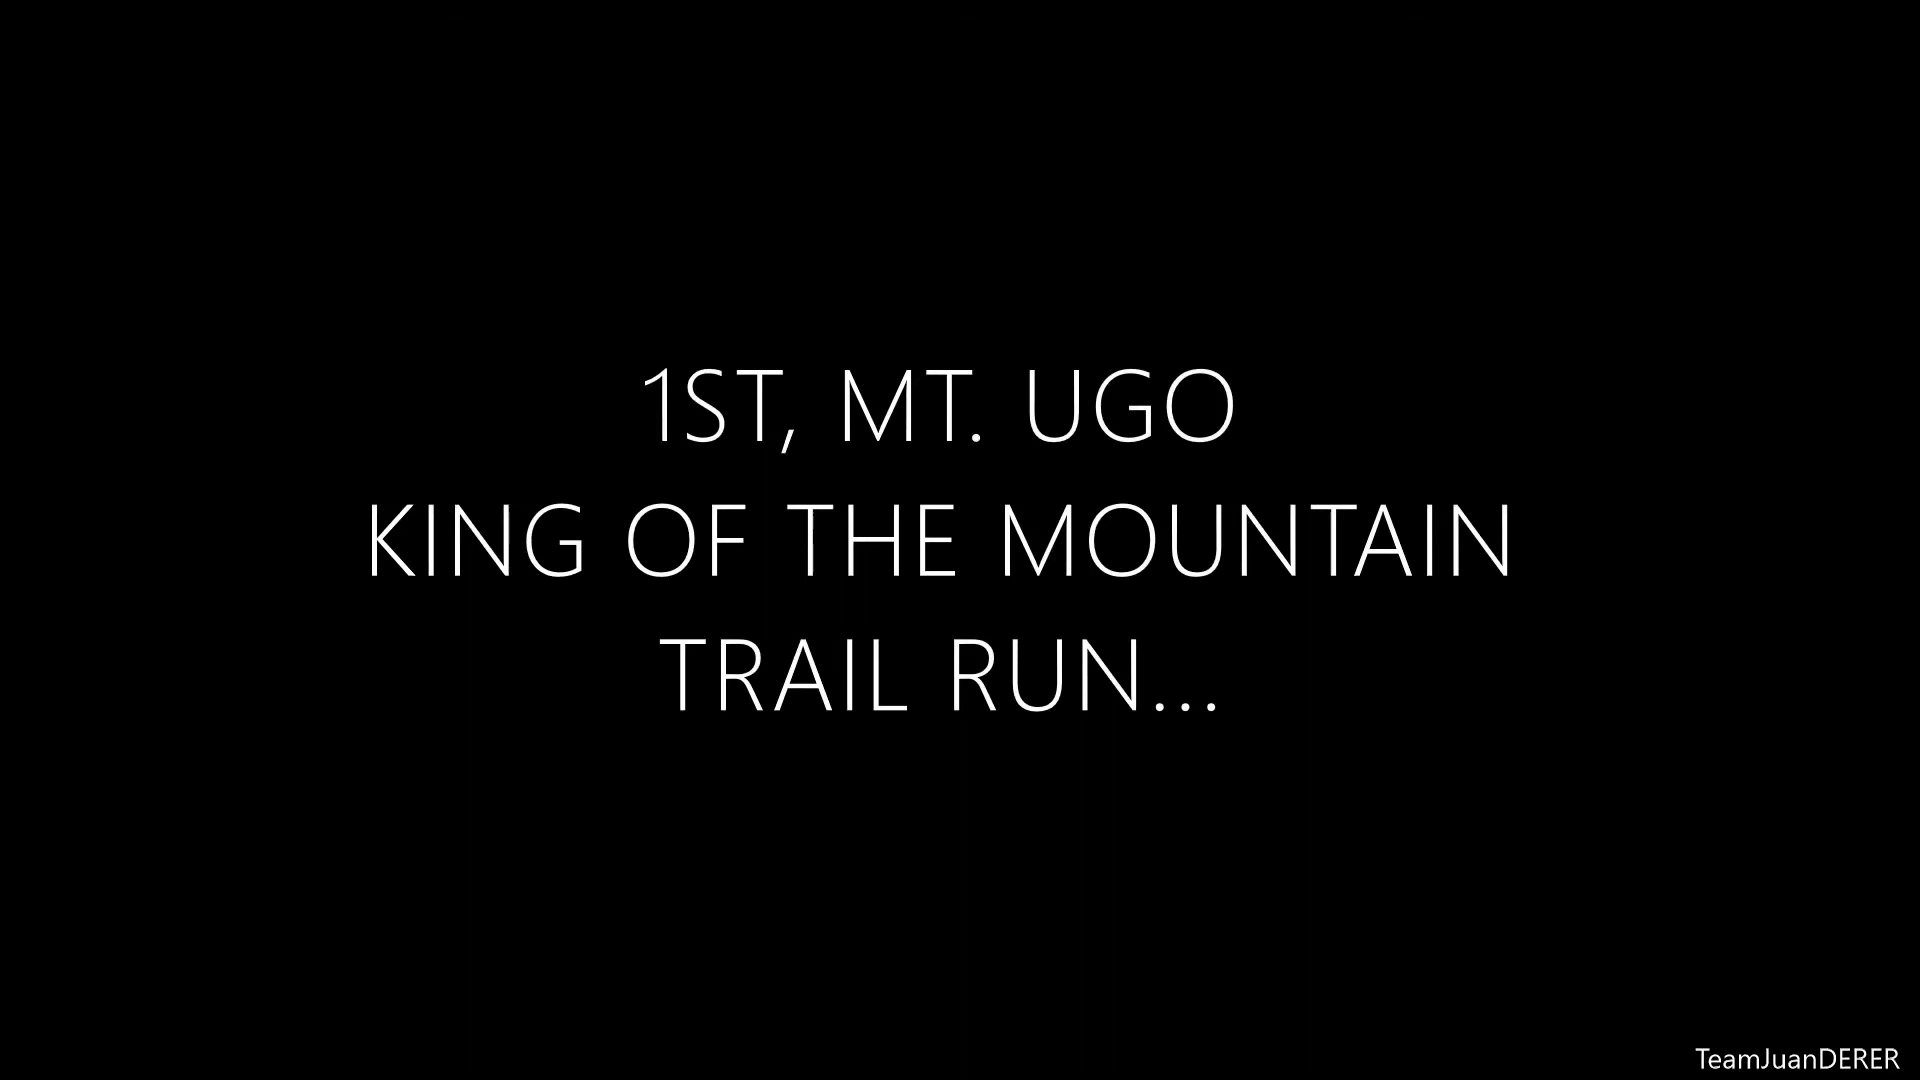 1ST, MT. UGO
KING OF THE MOUNTAIN
TRAIL RUN...
TeamJuanDERER